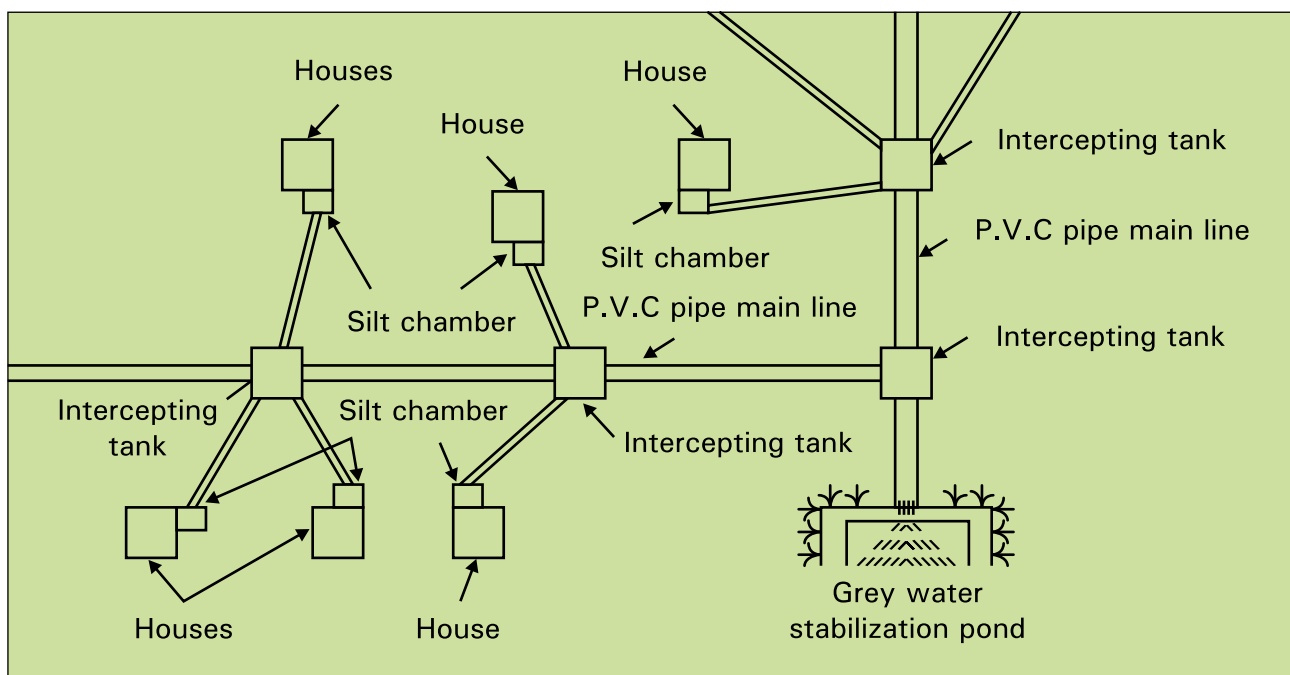 Houses
House
House
Intercepting tank
P.V.C pipe main line
Silt chamber
P.V.C pipe main line
Silt chamber
Intercepting tank
Intercepting
tank
Silt chamber
Intercepting tank
Houses
House
Grey water
stabilization pond